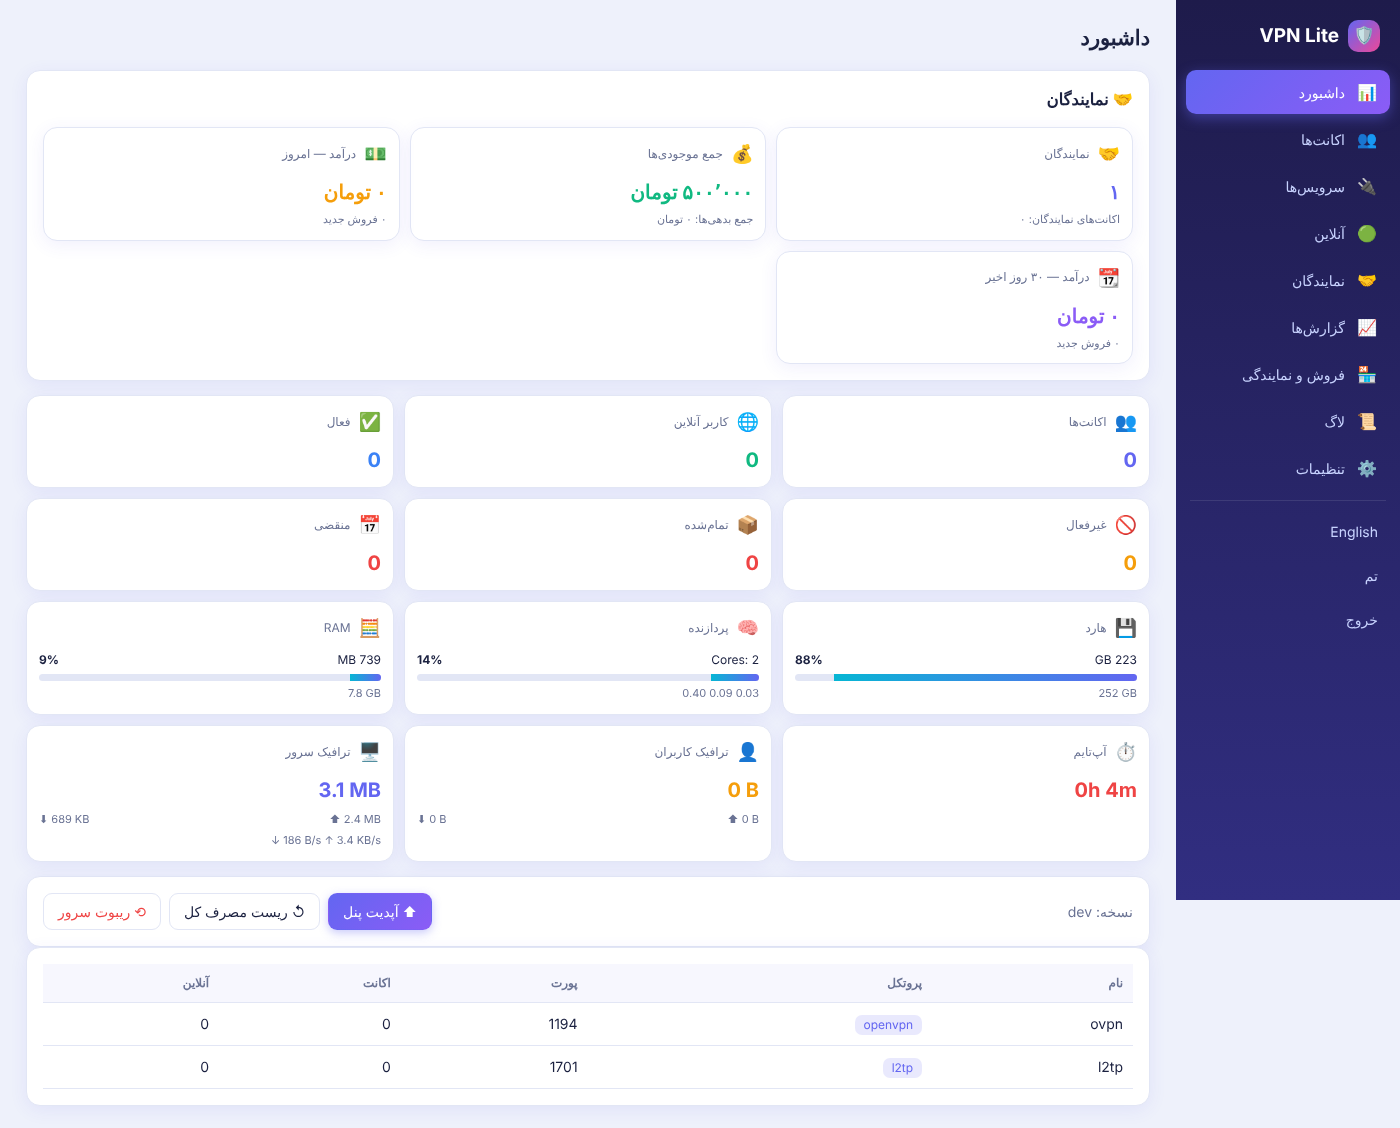 VPN Lite
داشبورد
اکانت‌ها
سرویس‌ها
آنلاین
نمایندگان
گزارش‌ها
فروش و نمایندگی
لاگ
تنظیمات
English
تم
خروج
داشبورد
نمایندگان
نمایندگان
۱
اکانت‌های نمایندگان: ۰
جمع موجودی‌ها
۵۰۰٬۰۰۰ تومان
جمع بدهی‌ها: ۰ تومان
درآمد — امروز
۰ تومان
۰ فروش جدید
درآمد — ۳۰ روز اخیر
۰ تومان
۰ فروش جدید
اکانت‌ها
0
کاربر آنلاین
0
فعال
0
غیرفعال
0
تمام‌شده
0
منقضی
0
هارد
GB 223
88%
252 GB
پردازنده
Cores: 2
14%
0.40 0.09 0.03
RAM
MB 739
9%
7.8 GB
آپ‌تایم
0h 4m
ترافیک کاربران
0 B
⬆ 0 B
⬇ 0 B
ترافیک سرور
3.1 MB
⬆ 2.4 MB
⬇ 689 KB
↓ 186 B/s ↑ 3.4 KB/s
نسخه: dev
⬆ آپدیت پنل
↺ ریست مصرف کل
⟲ ریبوت سرور
نام پروتکل پورت اکانت آنلاین
ovpn openvpn 1194 0 0
l2tp l2tp 1701 0 0